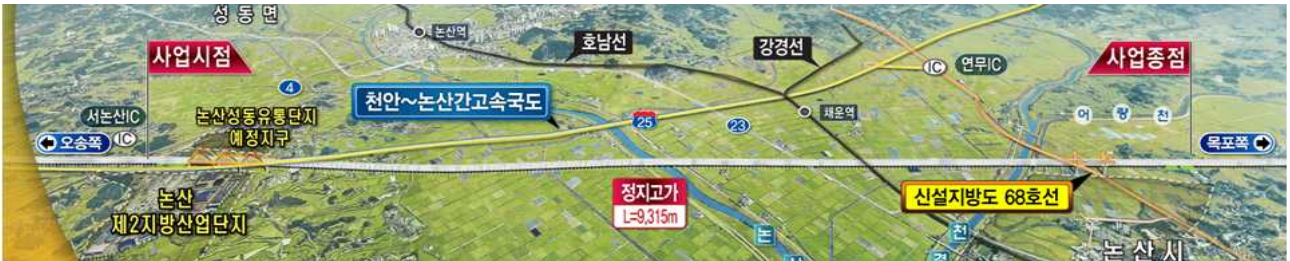 성동면
논산역
호남선
강경선
사업시점
IC 연무IC
사업종점
4
서논산IC
IC
논산성동유통단지
예정지구
천안~논산간고속국도
25
23
채운역
어량천
오송쪽
목포쪽
논산
제2지방산업단지
정지고가
L=9,315m
신설지방도 68호선
논
천
논산시